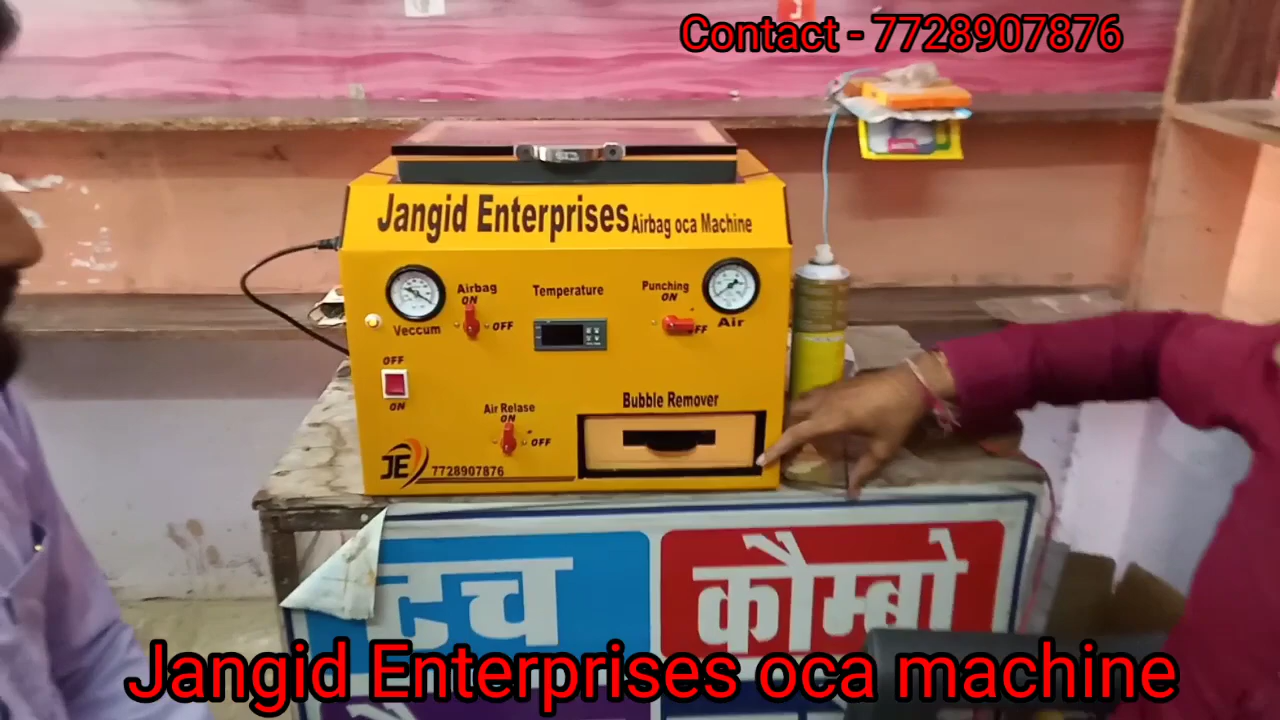 Contact - 7728907876
Jangid Enterprises Airbag oca Machine
Airbag
ON
OFF
Veccum
Temperature
Punching
ON
FF
Air
OFF
ON
Air Relase
ON
OFF
Bubble Remover
JE
7728907876
टच
कौम्बो
Jangid Enterprises oca machine